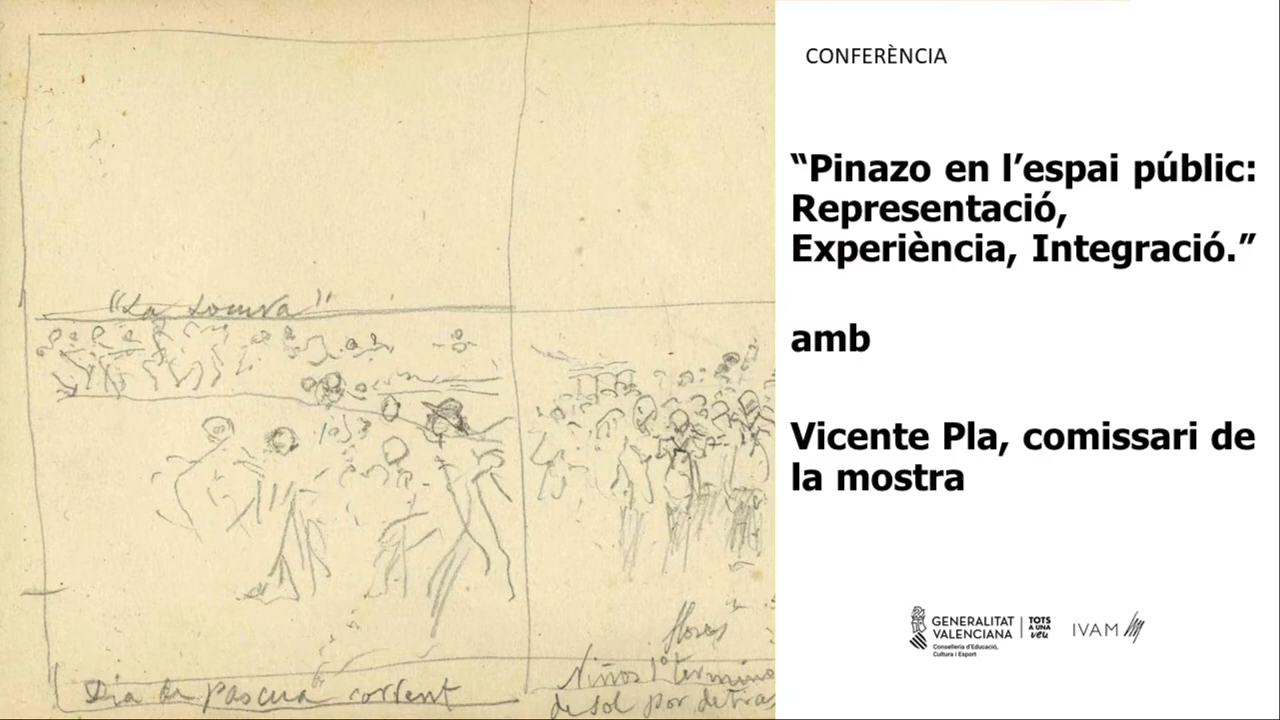 "La Locura"
Dia de pascua corrent
flores
Niños 1º termino
de sol por detras
CONFERÈNCIA
“Pinazo en l’espai públic:
Representació,
Experiència, Integració.”
amb
Vicente Pla, comissari de
la mostra
GENERALITAT
VALENCIANA
Conselleria d'Educació,
Cultura i Esport
TOTS
A UNA
veu
IVAM